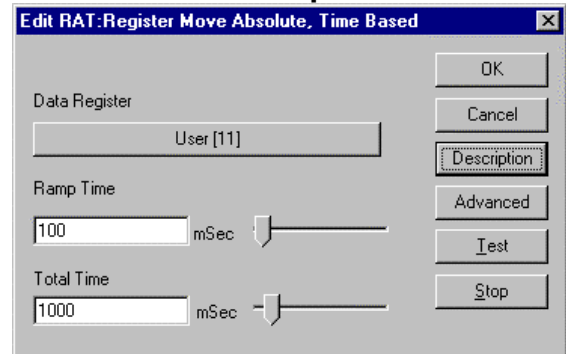 Edit RAT:Register Move Absolute, Time Based
OK
Data Register
Cancel
User [11]
Description
Ramp Time
Advanced
100 mSec
Test
Total Time
Stop
1000 mSec